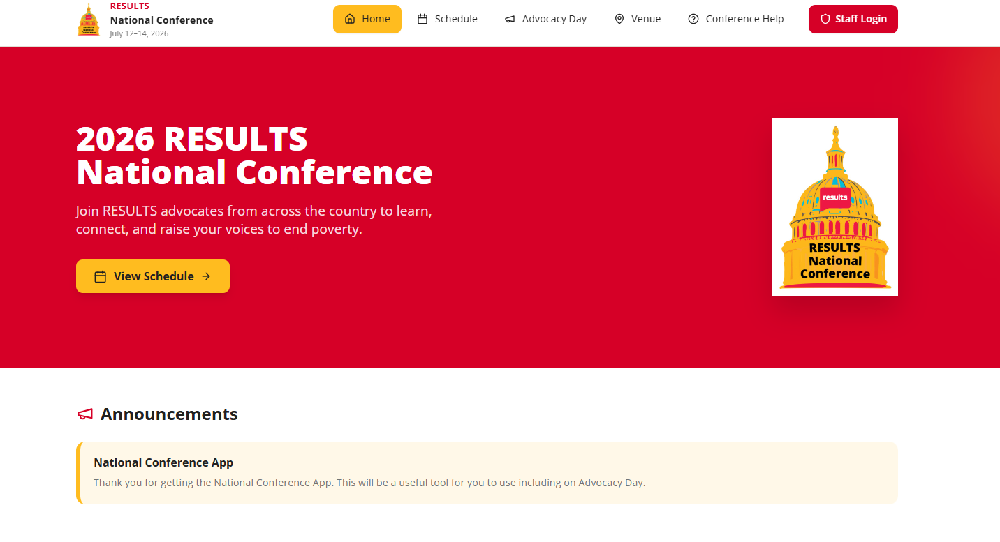 RESULTS
National Conference
July 12–14, 2026
Home
Schedule
Advocacy Day
Venue
Conference Help
Staff Login
2026 RESULTS
National Conference
Join RESULTS advocates from across the country to learn,
connect, and raise your voices to end poverty.
View Schedule
results
RESULTS
National
Conference
Announcements
National Conference App
Thank you for getting the National Conference App. This will be a useful tool for you to use including on Advocacy Day.